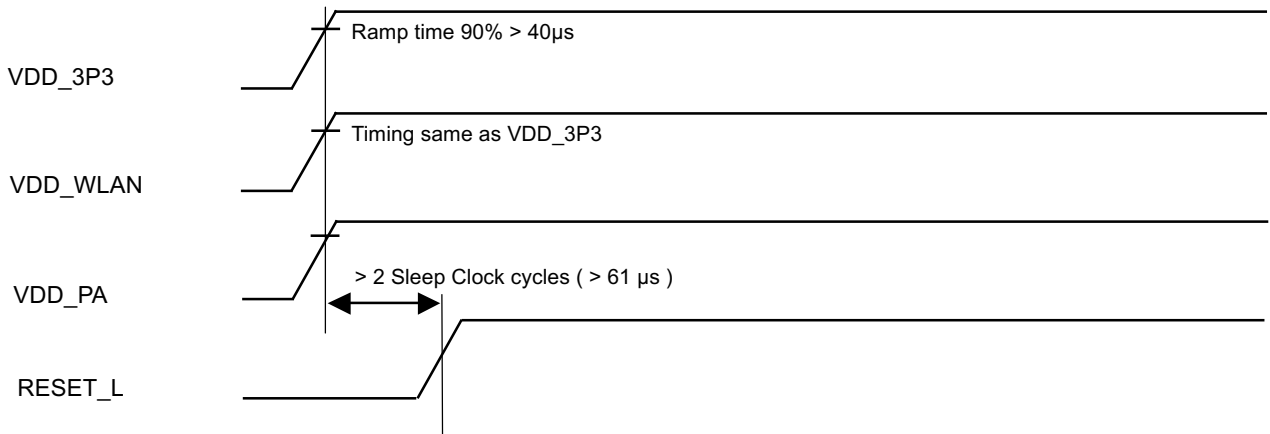 VDD_3P3
Ramp time 90% > 40µs
VDD_WLAN
Timing same as VDD_3P3
VDD_PA
> 2 Sleep Clock cycles ( > 61 µs )
RESET_L